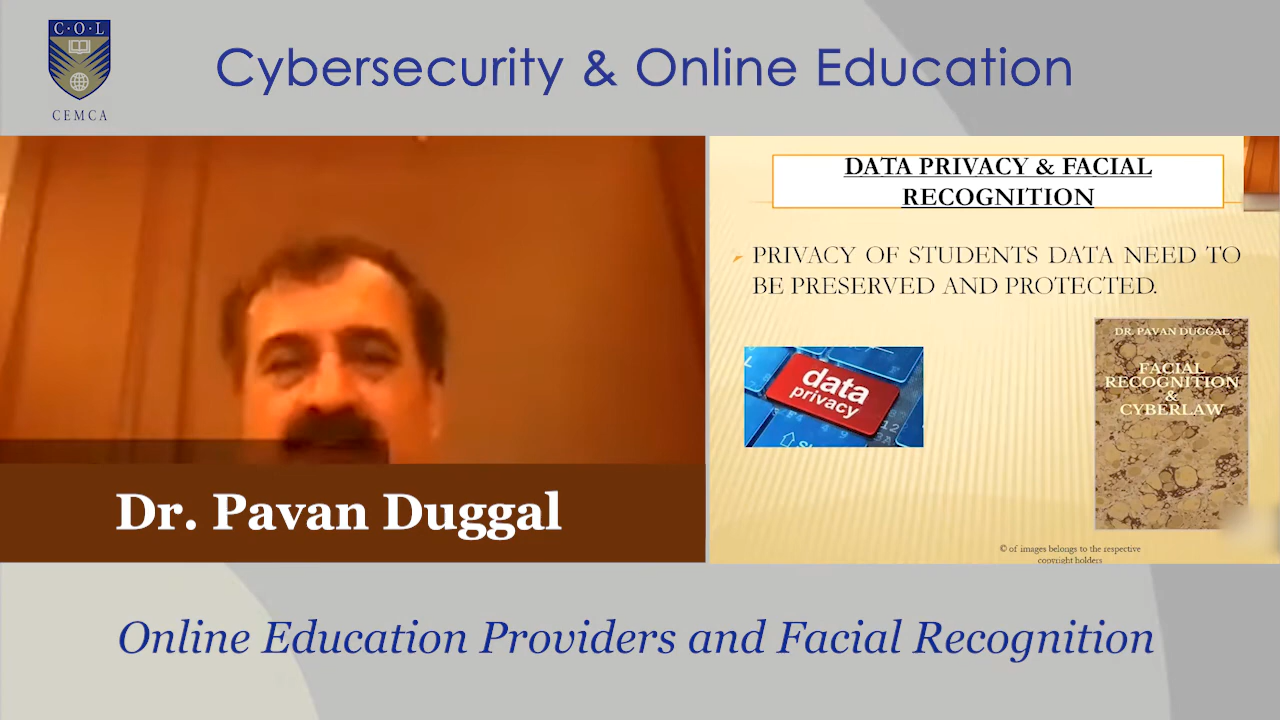 C·O·L
CEMCA
Cybersecurity & Online Education
Dr. Pavan Duggal
DATA PRIVACY & FACIAL
RECOGNITION
PRIVACY OF STUDENTS DATA NEED TO
BE PRESERVED AND PROTECTED.
data
privacy
DR. PAVAN DUGGAL
FACIAL
RECOGNITION
&
CYBERLAW
© of images belongs to the respective
copyright holders
Online Education Providers and Facial Recognition